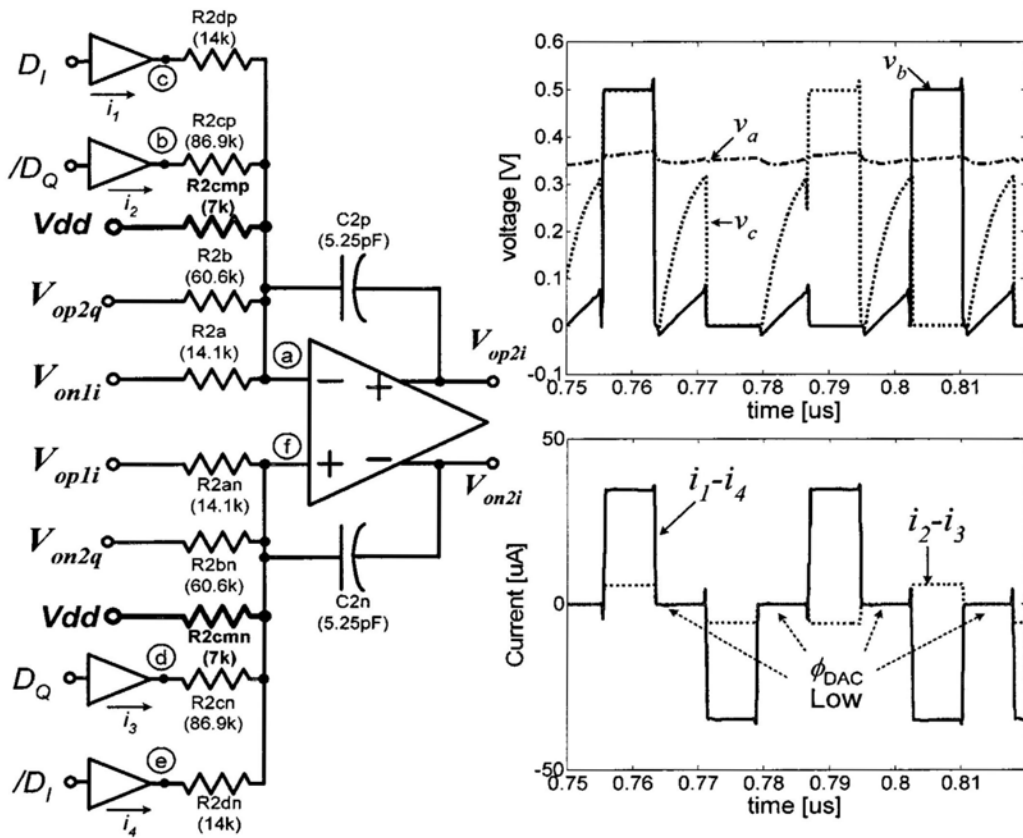 R2dp
(14k)
D_I
c
i_1
R2cp
(86.9k)
/D_Q
b
i_2
R2cmp
(7k)
Vdd
R2b
(60.6k)
V_op2q
R2a
(14.1k)
V_on1i
a
C2p
(5.25pF)
V_op2i
f
V_op1i
R2an
(14.1k)
V_on2i
V_on2q
R2bn
(60.6k)
C2n
(5.25pF)
Vdd
R2cmn
(7k)
D_Q
d
i_3
R2cn
(86.9k)
/D_I
e
i_4
R2dn
(14k)
voltage [V]
0.6
0.5
0.4
0.3
0.2
0.1
0
-0.1
v_b
v_a
v_c
0.75 0.76 0.77 0.78 0.79 0.8 0.81
time [us]
Current [uA]
50
0
-50
i_1-i_4
i_2-i_3
ϕ_DAC
Low
0.75 0.76 0.77 0.78 0.79 0.8 0.81
time [us]